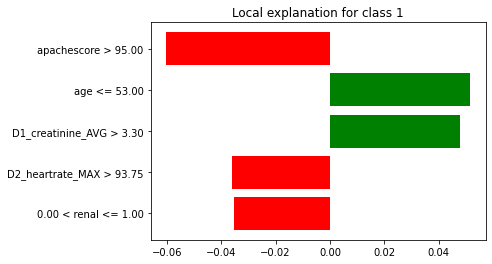 Local explanation for class 1
apachescore > 95.00
age <= 53.00
D1_creatinine_AVG > 3.30
D2_heartrate_MAX > 93.75
0.00 < renal <= 1.00
−0.06 −0.04 −0.02 0.00 0.02 0.04